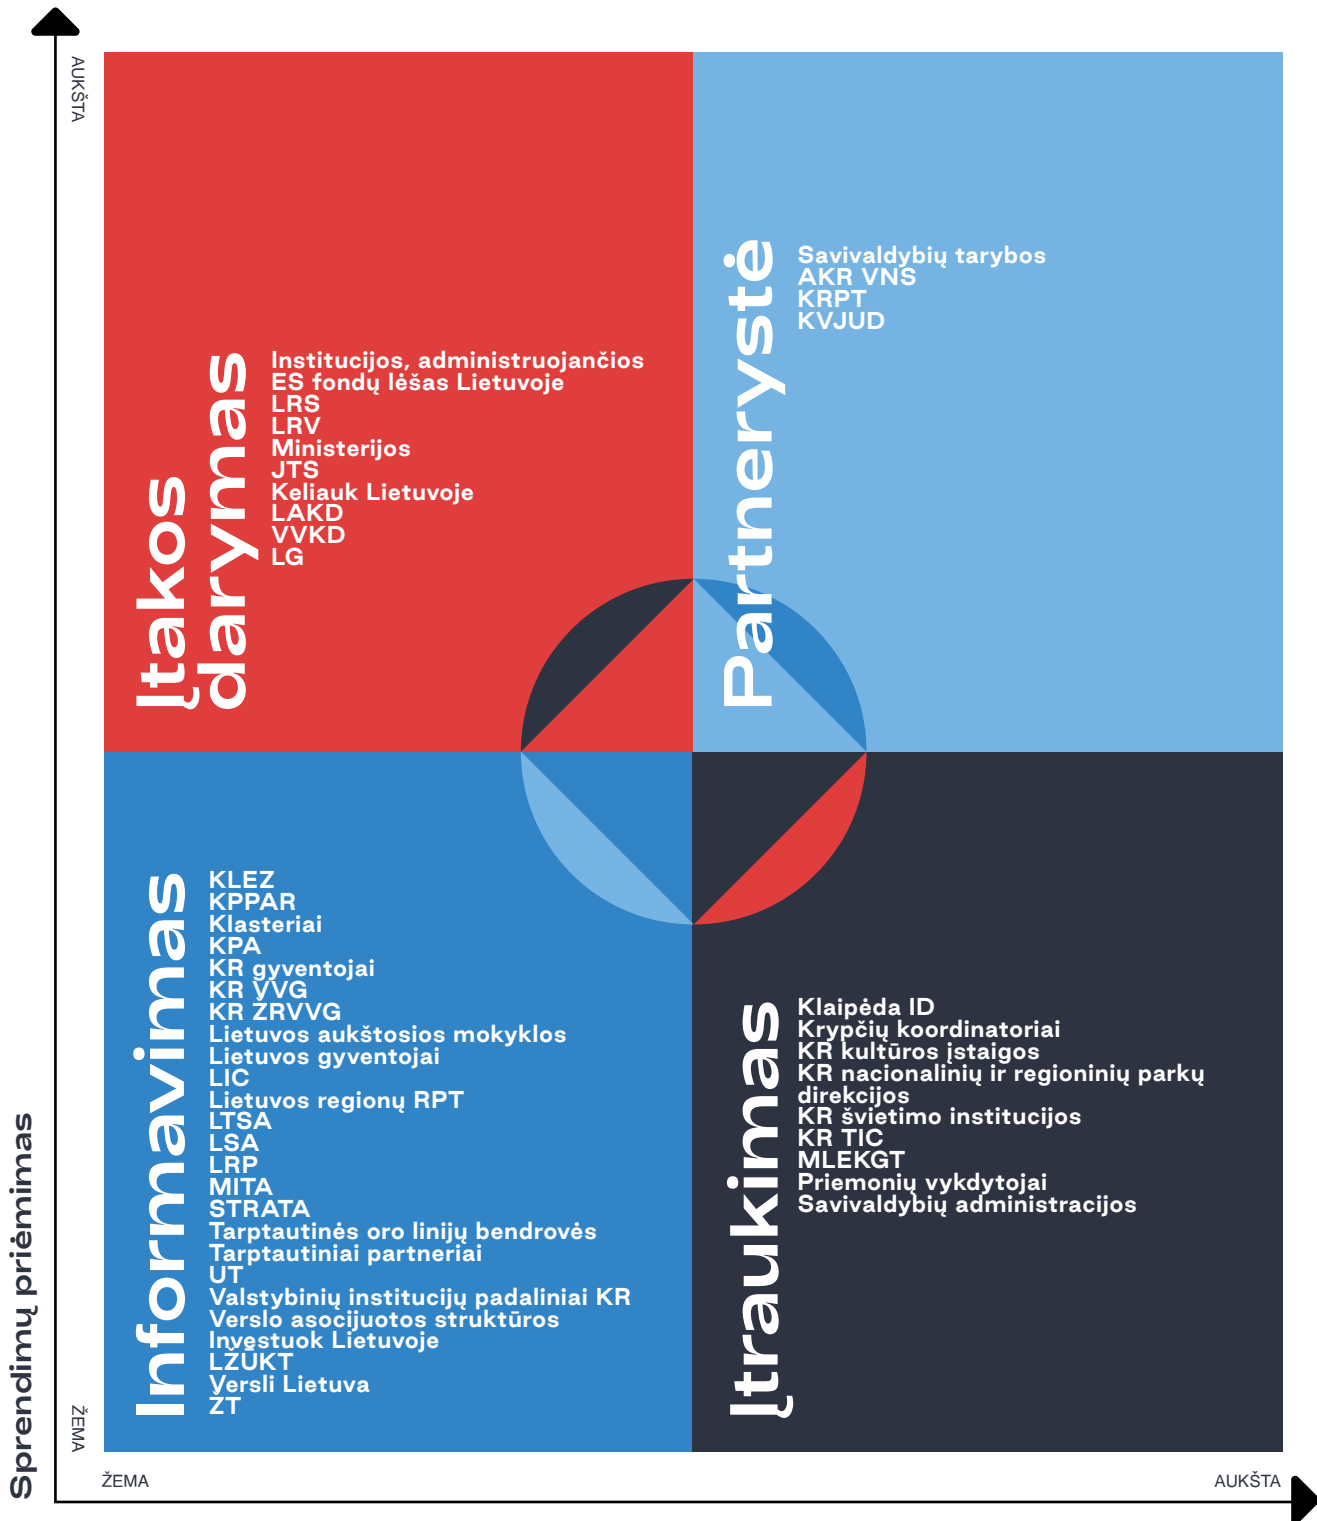 AUKŠTA
Įtakos
darymas
Institucijos, administruojančios
ES fondų lėšas Lietuvoje
LRS
LRV
Ministerijos
JTS
Keliauk Lietuvoje
LAKD
VVKD
LG
Partnerystė
Savivaldybių tarybos
AKR VNS
KRPT
KVJUD
Informavimas
KLEZ
KPPAR
Klasteriai
KPA
KR gyventojai
KR VVG
KR ŽRVVG
Lietuvos aukštosios mokyklos
Lietuvos gyventojai
LIC
Lietuvos regionų RPT
LTSA
LSA
LRP
MITA
STRATA
Tarptautinės oro linijų bendrovės
Tarptautiniai partneriai
UT
Valstybinių institucijų padaliniai KR
Verslo asocijuotos struktūros
Investuok Lietuvoje
LŽŪKT
Versli Lietuva
ŽT
Įtraukimas
Klaipėda ID
Krypčių koordinatoriai
KR kultūros įstaigos
KR nacionalinių ir regioninių parkų
direkcijos
KR švietimo institucijos
KR TIC
MLEKGT
Priemonių vykdytojai
Savivaldybių administracijos
Sprendimų priėmimas
ŽEMA
ŽEMA
AUKŠTA